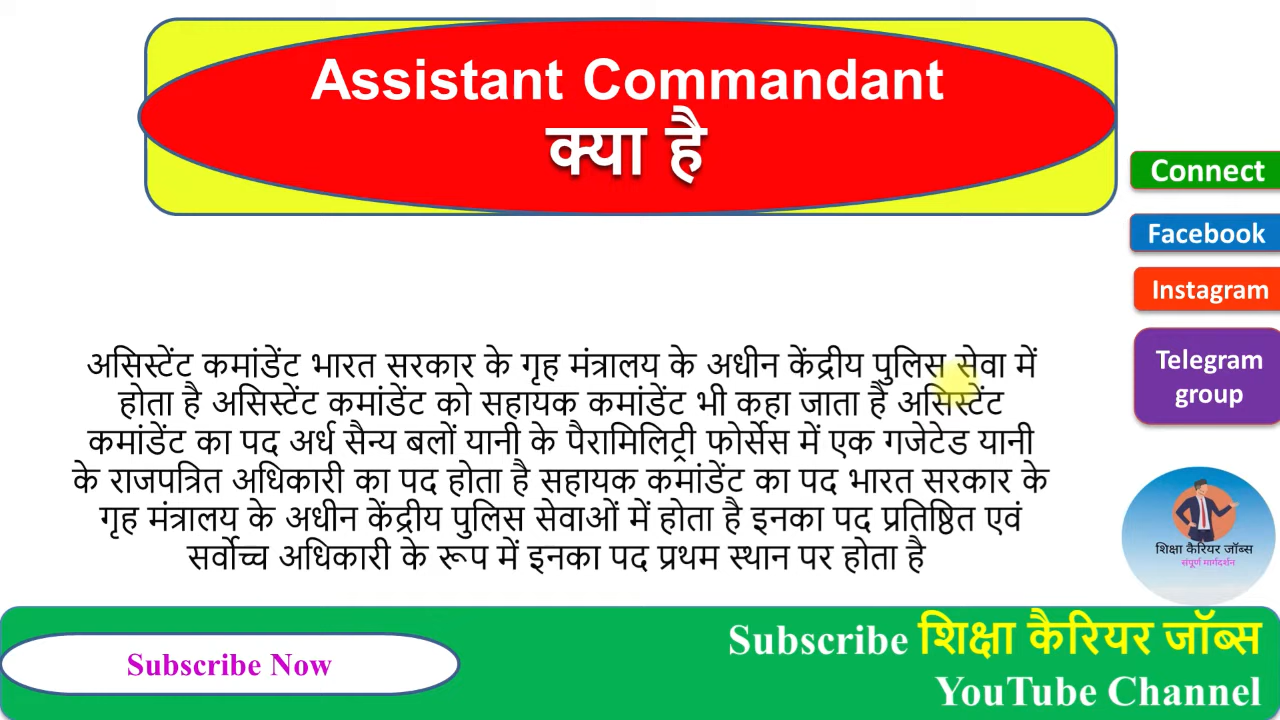 Assistant Commandant
क्या है
Connect
Facebook
Instagram
Telegram
group
असिस्टेंट कमांडेंट भारत सरकार के गृह मंत्रालय के अधीन केंद्रीय पुलिस सेवा में
होता है असिस्टेंट कमांडेंट को सहायक कमांडेंट भी कहा जाता है असिस्टेंट
कमांडेंट का पद अर्ध सैन्य बलों यानी के पैरामिलिट्री फोर्सेस में एक गजेटेड यानी
के राजपत्रित अधिकारी का पद होता है सहायक कमांडेंट का पद भारत सरकार के
गृह मंत्रालय के अधीन केंद्रीय पुलिस सेवाओं में होता है इनका पद प्रतिष्ठित एवं
सर्वोच्च अधिकारी के रूप में इनका पद प्रथम स्थान पर होता है
शिक्षा कैरियर जॉब्स
संपूर्ण मार्गदर्शन
Subscribe Now
Subscribe शिक्षा कैरियर जॉब्स
YouTube Channel